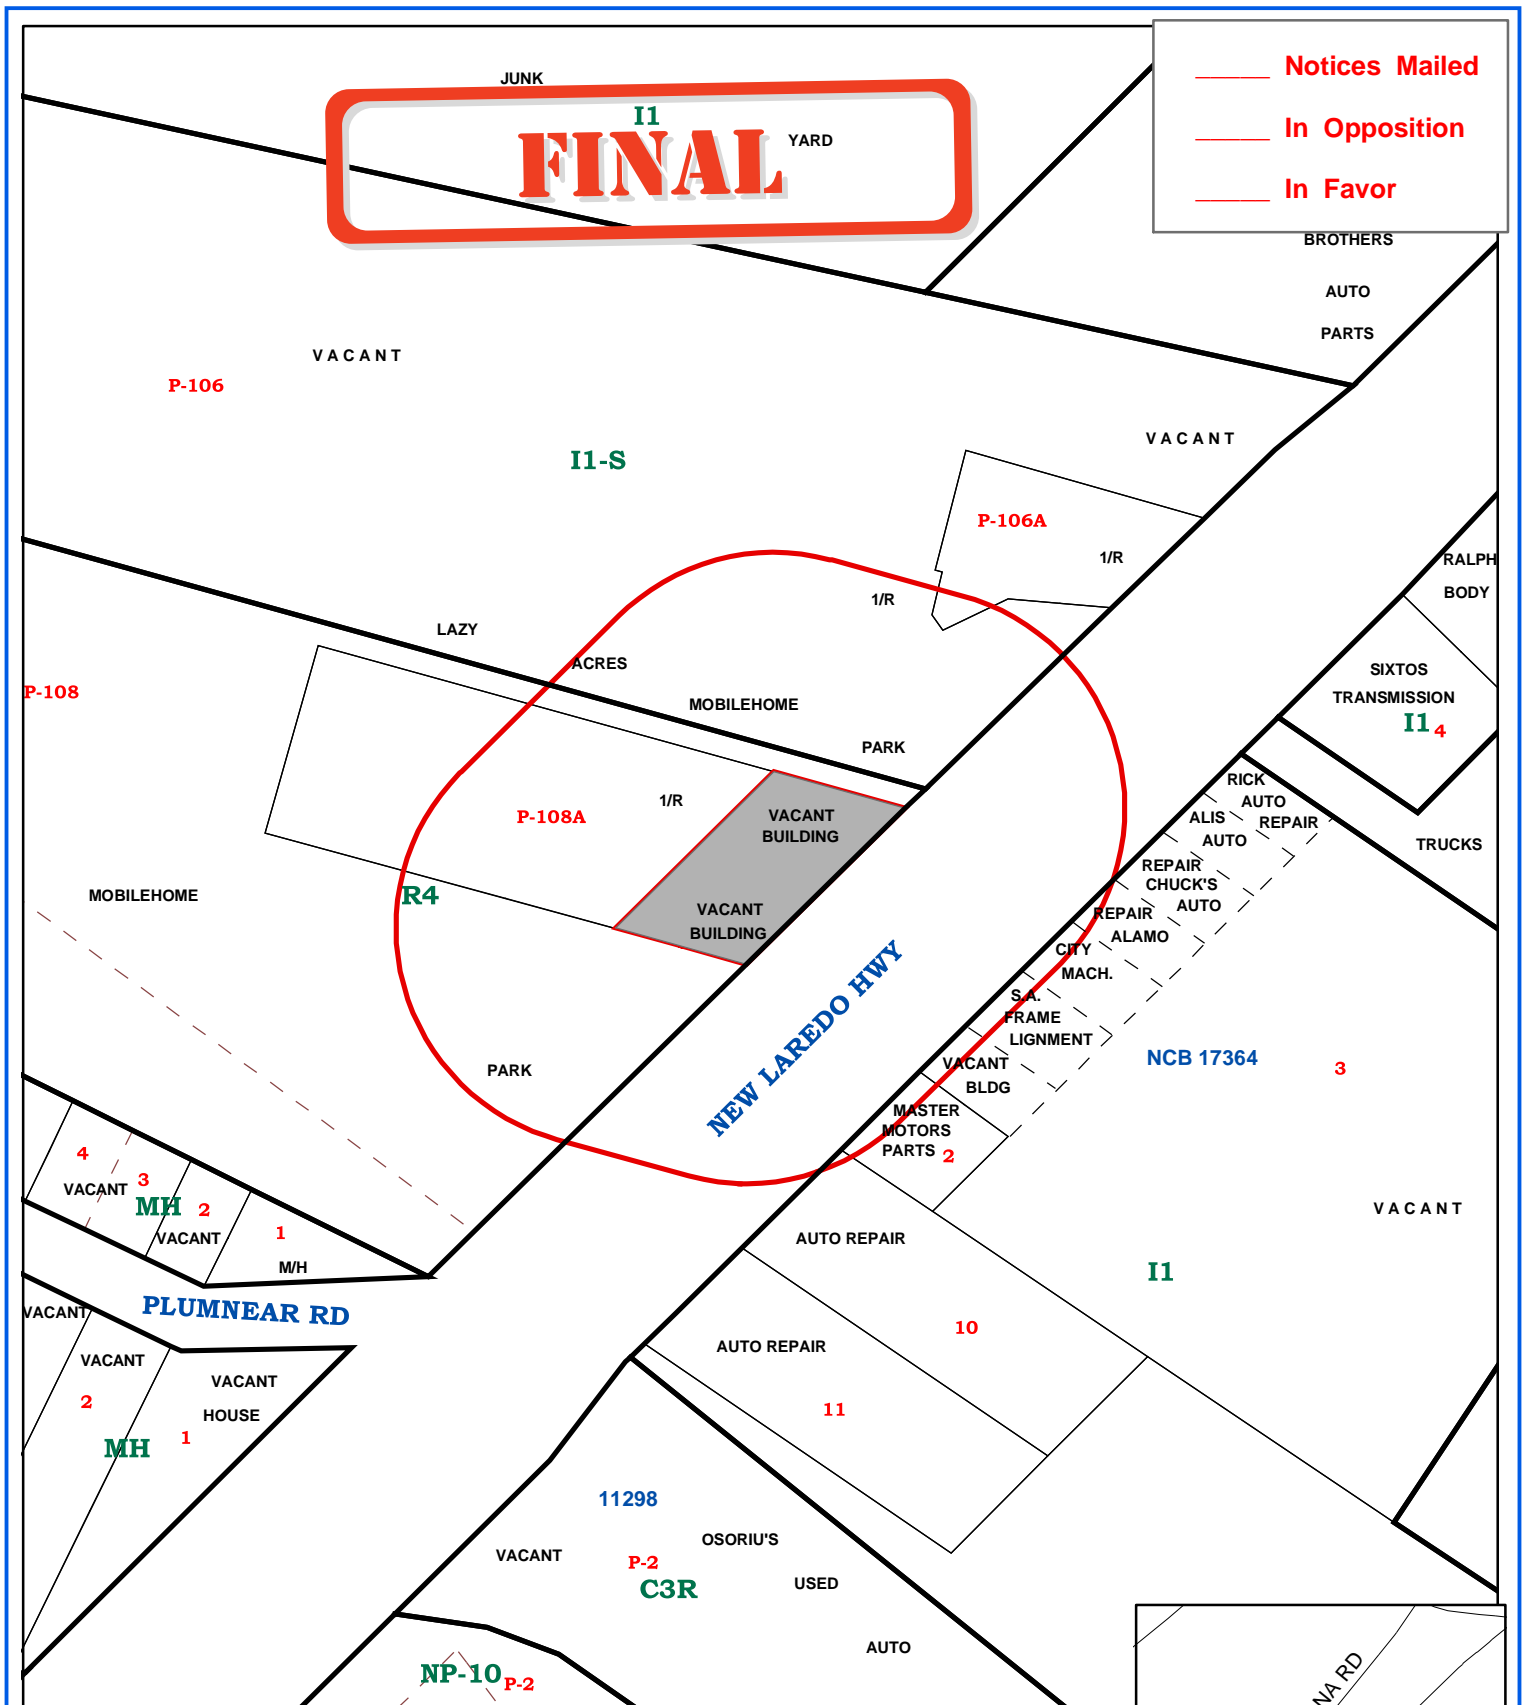 _____ Notices Mailed
_____ In Opposition
_____ In Favor
JUNK
I1
YARD
FINAL
BROTHERS
AUTO
PARTS
VACANT
P-106
VACANT
I1-S
P-106A
1/R
1/R
RALPH
BODY
LAZY
ACRES
MOBILEHOME
PARK
P-108
SIXTOS
TRANSMISSION
I1 4
1/R
P-108A
VACANT
BUILDING
VACANT
BUILDING
R4
MOBILEHOME
PARK
RICK
AUTO
REPAIR
ALIS
AUTO
REPAIR
CHUCK'S
AUTO
REPAIR
ALAMO
CITY
MACH.
S.A.
FRAME
LIGNMENT
VACANT
BLDG
MASTER
MOTORS
PARTS 2
TRUCKS
NEW LAREDO HWY
NCB 17364
3
VACANT
I1
4
3
VACANT
MH
2
VACANT
1
M/H
PLUMNEAR RD
VACANT
VACANT
2
VACANT
HOUSE
1
MH
AUTO REPAIR
10
AUTO REPAIR
11
11298
VACANT
P-2
C3R
OSORIU'S
USED
AUTO
NP-10
P-2
NA RD